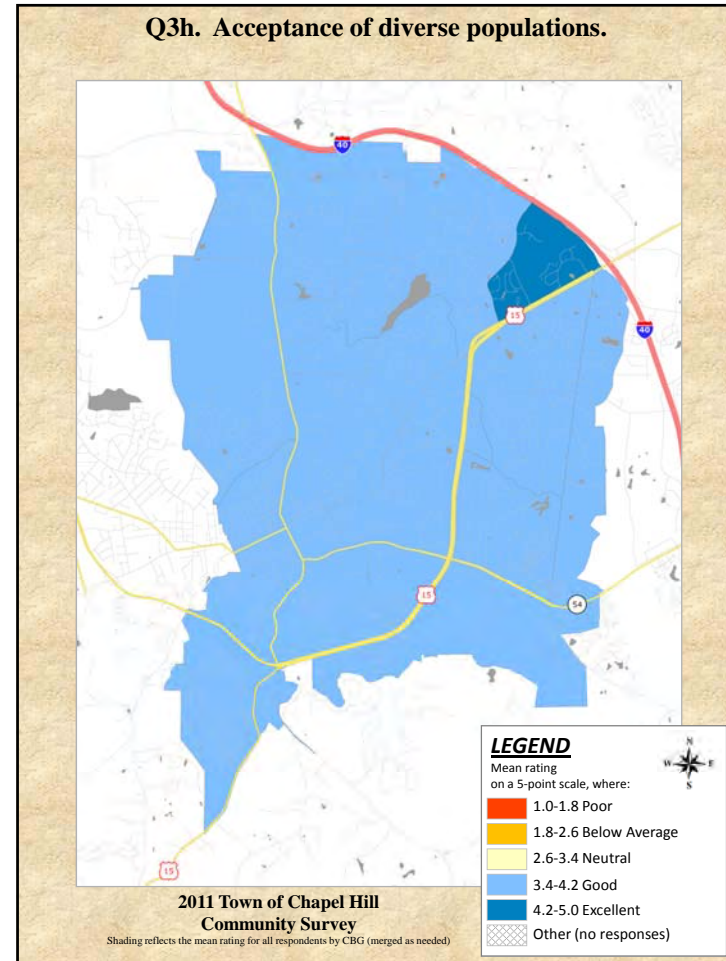 Q3h. Acceptance of diverse populations.
40
15
40
15
54
15
LEGEND
Mean rating
on a 5-point scale, where:
N
W E
S
1.0-1.8 Poor
1.8-2.6 Below Average
2.6-3.4 Neutral
3.4-4.2 Good
4.2-5.0 Excellent
Other (no responses)
2011 Town of Chapel Hill
Community Survey
Shading reflects the mean rating for all respondents by CBG (merged as needed)